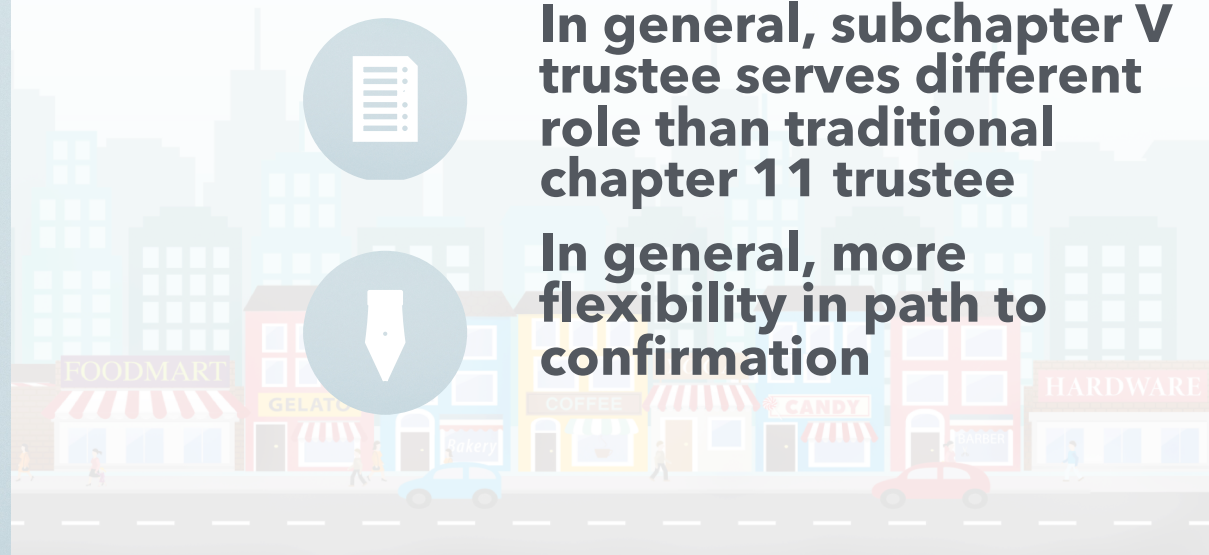 In general, subchapter V
trustee serves different
role than traditional
chapter 11 trustee
In general, more
flexibility in path to
confirmation
FOODMART
GELATO
Bakery
COFFEE
CANDY
BARBER
HARDWARE